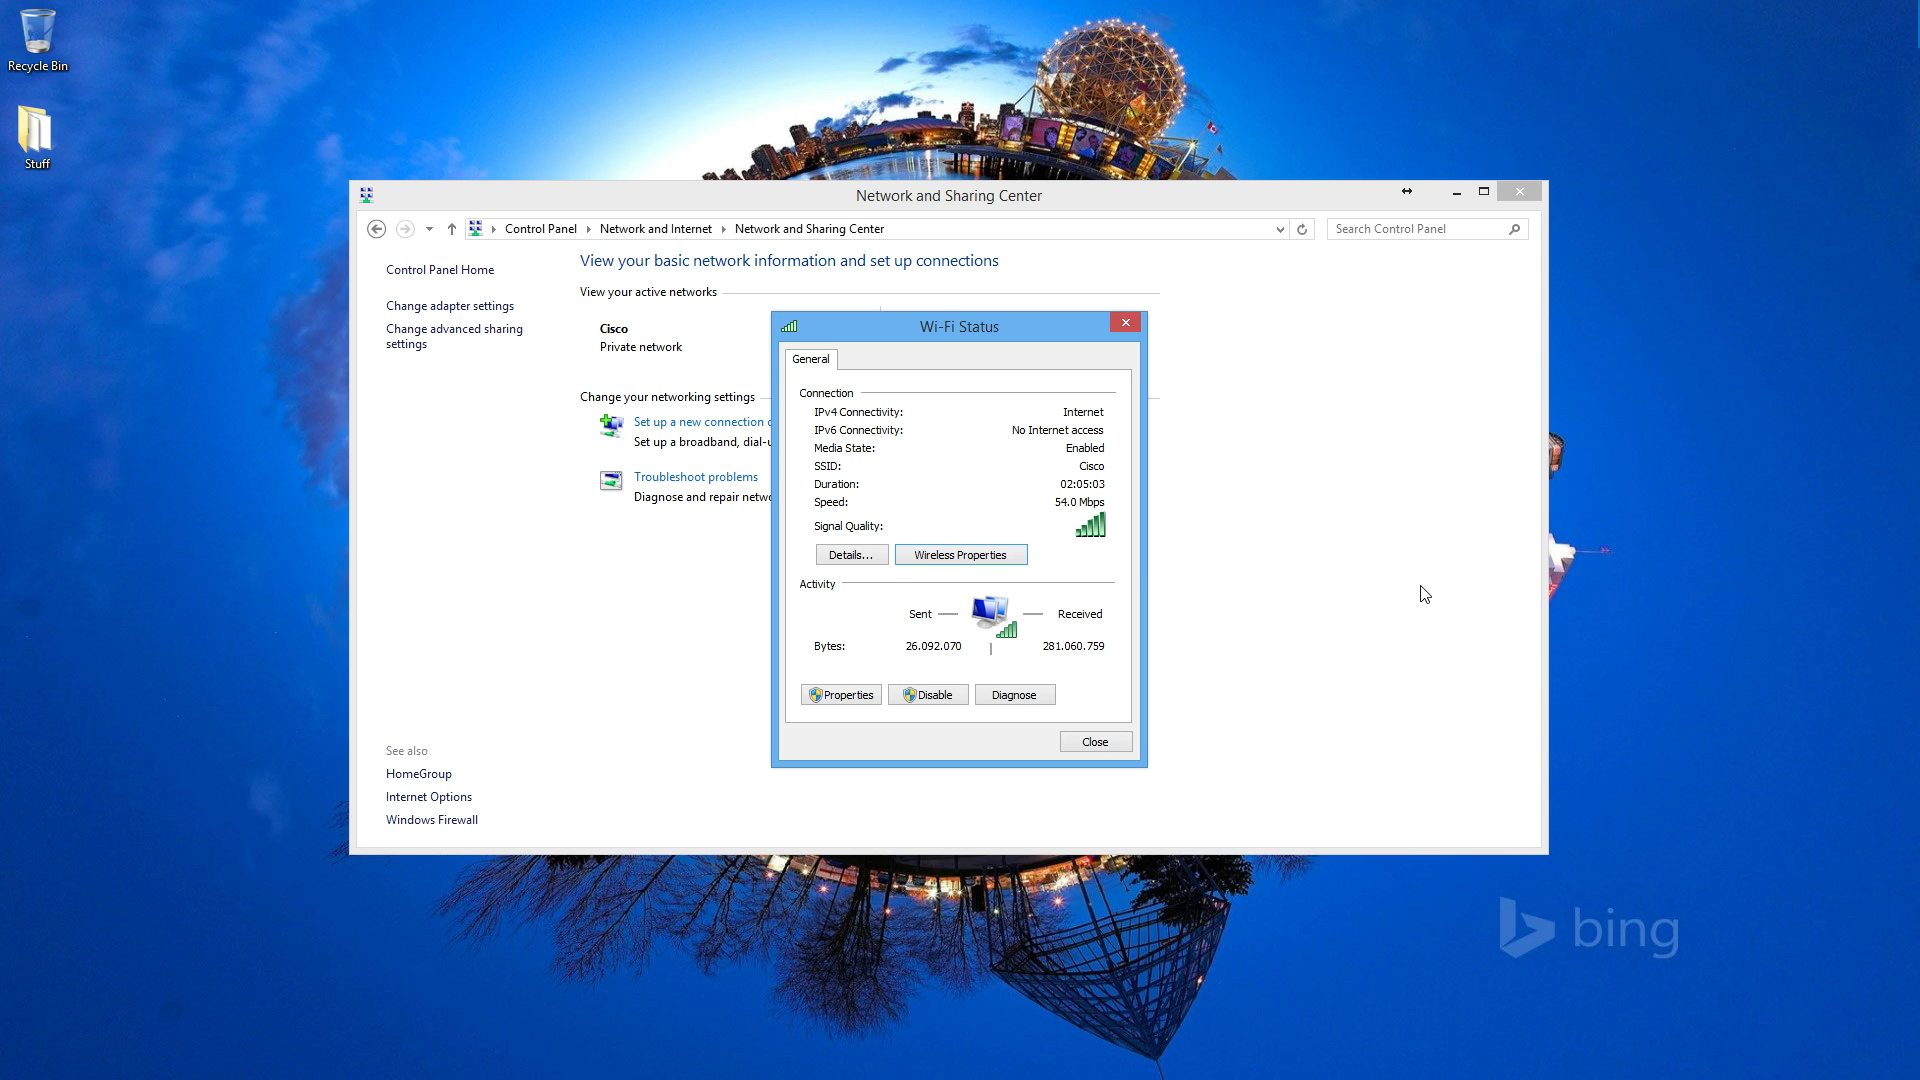 Recycle Bin
Stuff
Network and Sharing Center
Control Panel Network and Internet Network and Sharing Center
Search Control Panel
Control Panel Home
Change adapter settings
Change advanced sharing
settings
See also
HomeGroup
Internet Options
Windows Firewall
View your basic network information and set up connections
View your active networks
Cisco
Private network
Change your networking settings
Set up a new connection
Set up a broadband, dial-u
Troubleshoot problems
Diagnose and repair netwo
Wi-Fi Status
General
Connection
IPv4 Connectivity: Internet
IPv6 Connectivity: No Internet access
Media State: Enabled
SSID: Cisco
Duration: 02:05:03
Speed: 54.0 Mbps
Signal Quality:
Details... Wireless Properties
Activity
Sent Received
Bytes: 26.092.070 281.060.759
Properties Disable Diagnose
Close
bing